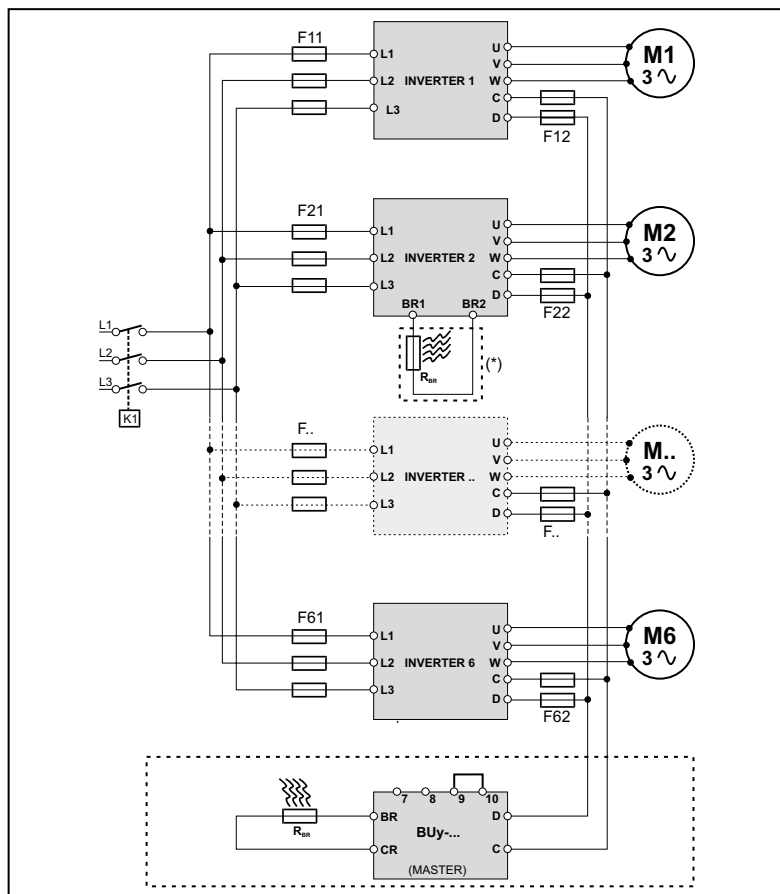 F11
L1
L2
L3
INVERTER 1
U
V
W
C
D
F12
M1
3
F21
L1
L2
L3
INVERTER 2
U
V
W
C
D
BR1 BR2
F22
M2
3
R BR
(*)
L1
L2
L3
K1
F..
L1
L2
L3
INVERTER ..
U
V
W
C
D
F..
M..
3
F61
L1
L2
L3
INVERTER 6
U
V
W
C
D
F62
M6
3
R BR
7 8 9 10
BR
CR
BUy-...
(MASTER)
D
C